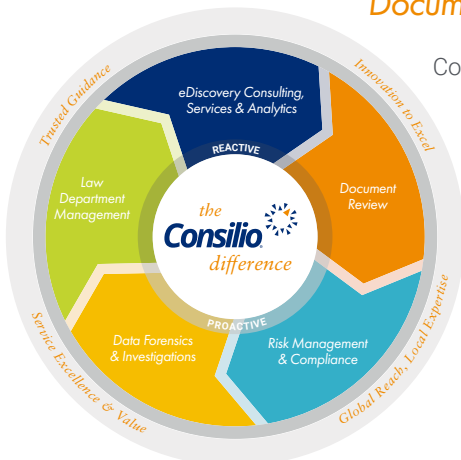 Docum
Co
Trusted Guidance
Innovation to Excel
eDiscovery Consulting,
Services & Analytics
REACTIVE
Law
Department
Management
Document
Review
the
Consilio
difference
PROACTIVE
Data Forensics
& Investigations
Risk Management
& Compliance
Service Excellence & Value
Global Reach, Local Expertise